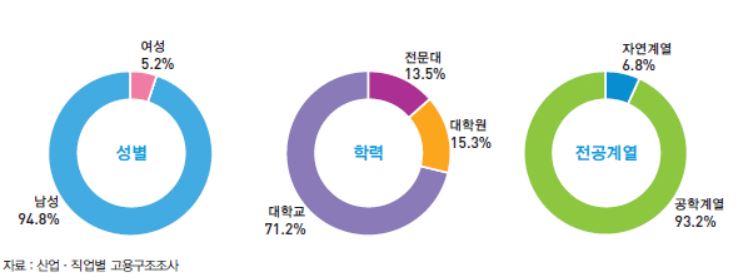 여성
5.2%
성별
남성
94.8%
전문대
13.5%
대학원
15.3%
학력
대학교
71.2%
자연계열
6.8%
전공계열
공학계열
93.2%
자료 : 산업 · 직업별 고용구조조사